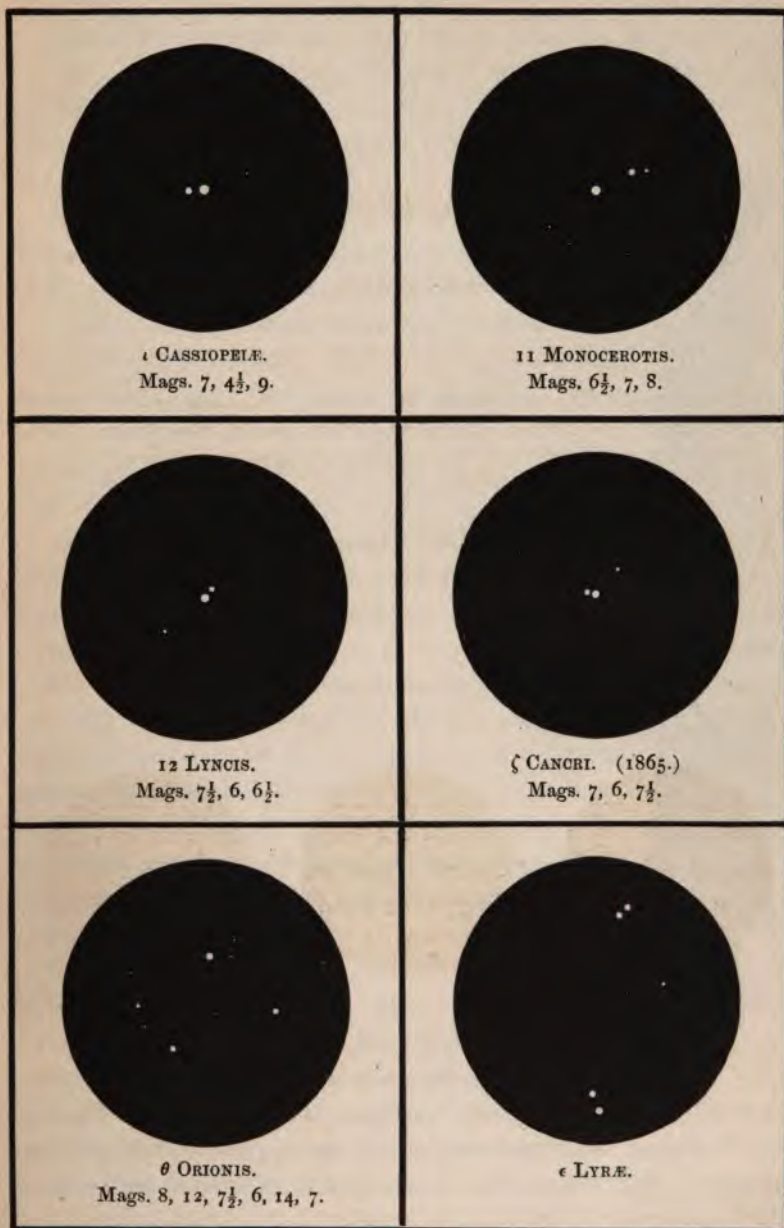 ι CASSIOPEIÆ.
Mags. 7, 4½, 9.
11 MONOCEROTIS.
Mags. 6½, 7, 8.
12 LYNCIS.
Mags. 7½, 6, 6½.
ζ CANCRI. (1865.)
Mags. 7, 6, 7½.
θ ORIONIS.
Mags. 8, 12, 7½, 6, 14, 7.
ϵ LYRÆ.